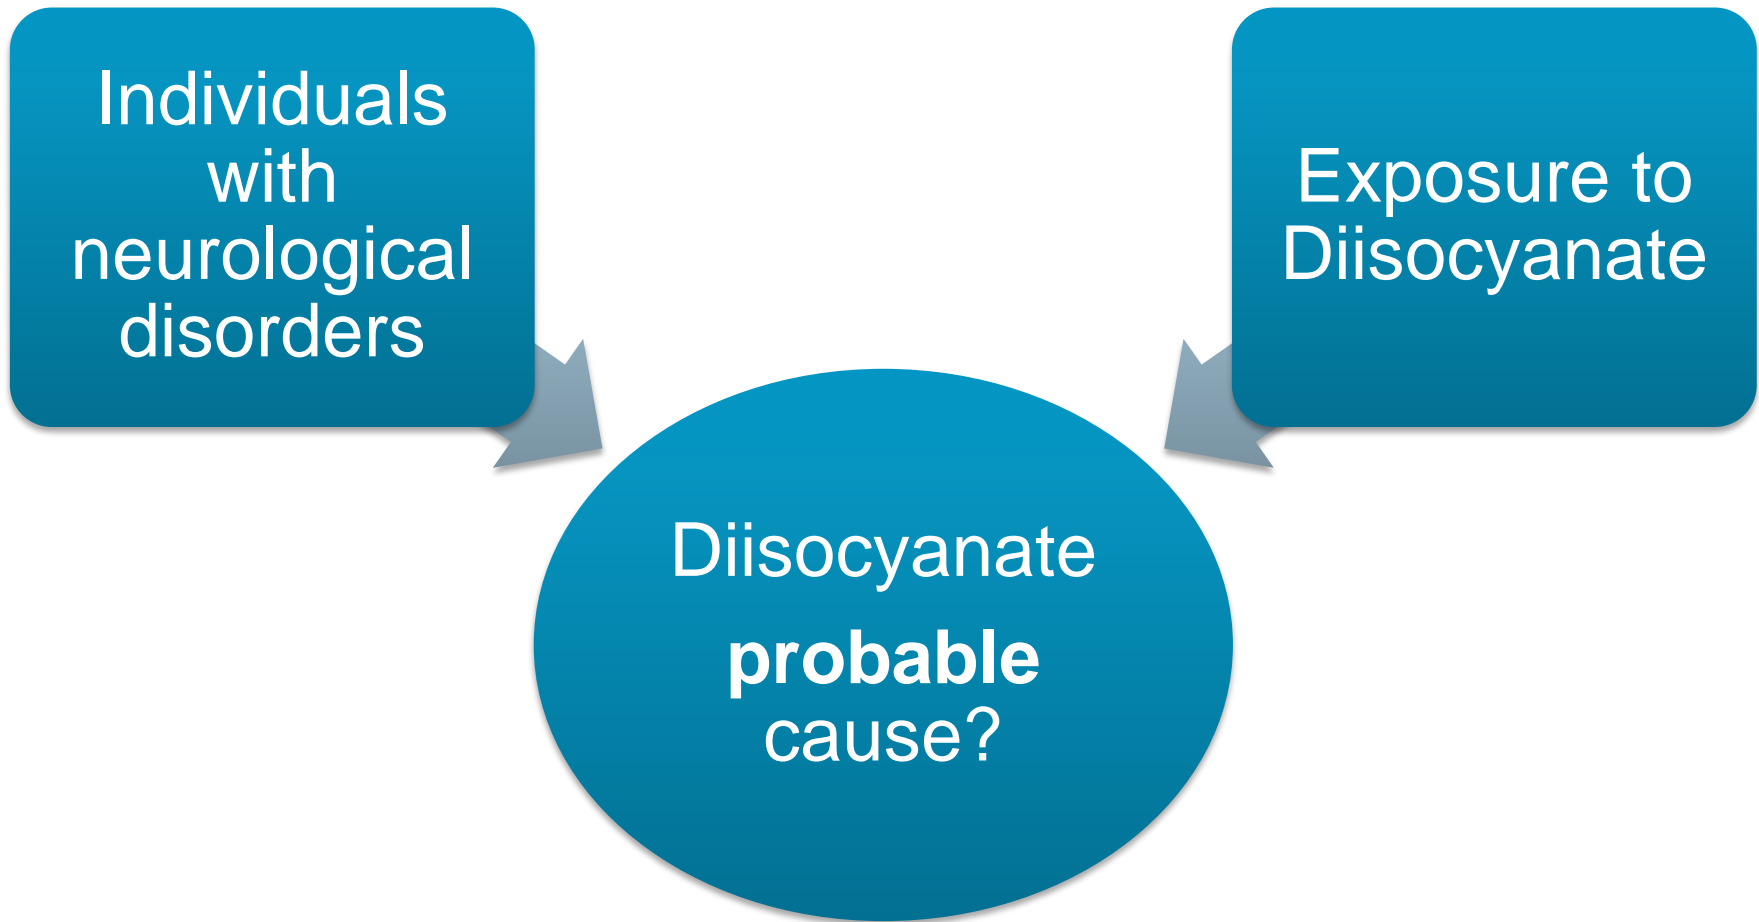 Individuals
with
neurological
disorders
Exposure to
Diisocyanate
Diisocyanate
probable
cause?